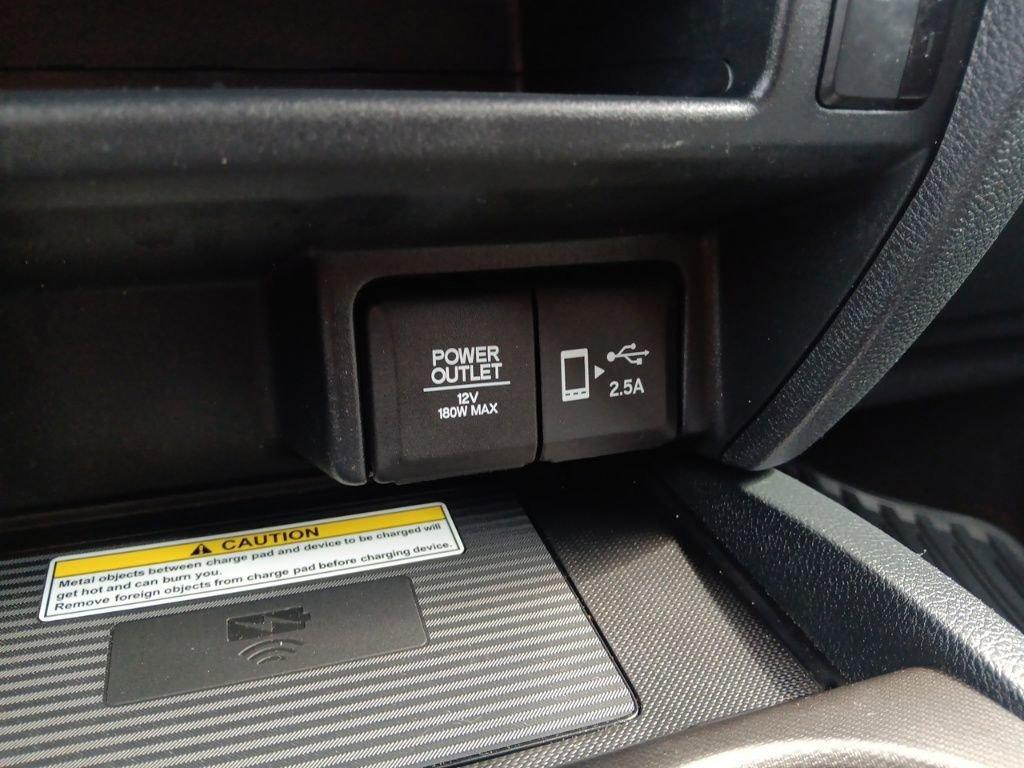 POWER
OUTLET
12V
180W MAX
2.5A
CAUTION
Metal objects between charge pad and device to be charged will
get hot and can burn you.
Remove foreign objects from charge pad before charging device.